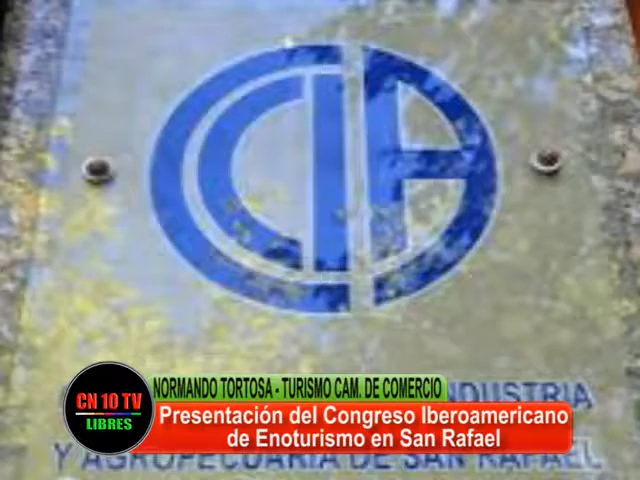 CCIA
NORMANDO TORTOSA - TURISMO CAM. DE COMERCIO
INDUSTRIA
CN 10 TV
LIBRES
Presentación del Congreso Iberoamericano
de Enoturismo en San Rafael
Y AGROPECUARIA DE SAN RAFAEL